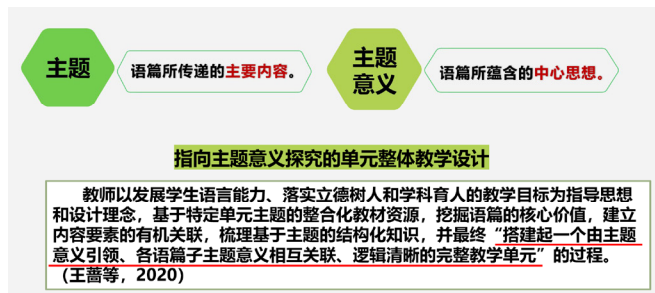 主题
语篇所传递的主要内容。
主题
意义
语篇所蕴含的中心思想。
指向主题意义探究的单元整体教学设计
教师以发展学生语言能力、落实立德树人和学科育人的教学目标为指导思想
和设计理念，基于特定单元主题的整合化教材资源，挖掘语篇的核心价值，建立
内容要素的有机关联，梳理基于主题的结构化知识，并最终“搭建起一个由主题
意义引领、各语篇子主题意义相互关联、逻辑清晰的完整教学单元”的过程。
（王蔷等，2020）